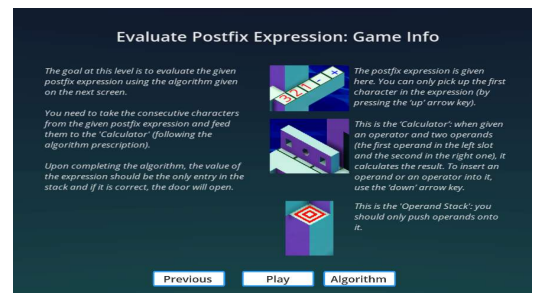 Evaluate Postfix Expression: Game Info
The goal at this level is to evaluate the given
postfix expression using the algorithm given
on the next screen.
You need to take the consecutive characters
from the given postfix expression and feed
them to the 'Calculator' (following the
algorithm prescription).
Upon completing the algorithm, the value of
the expression should be the only entry in the
stack and if it is correct, the door will open.
3 2 1 - +
The postfix expression is given
here. You can only pick up the first
character in the expression (by
pressing the 'up' arrow key).
This is the 'Calculator': when given
an operator and two operands
(the first operand in the left slot
and the second in the right one), it
calculates the result. To insert an
operand or an operator into it,
use the 'down' arrow key.
This is the 'Operand Stack': you
should only push operands onto
it.
Previous
Play
Algorithm